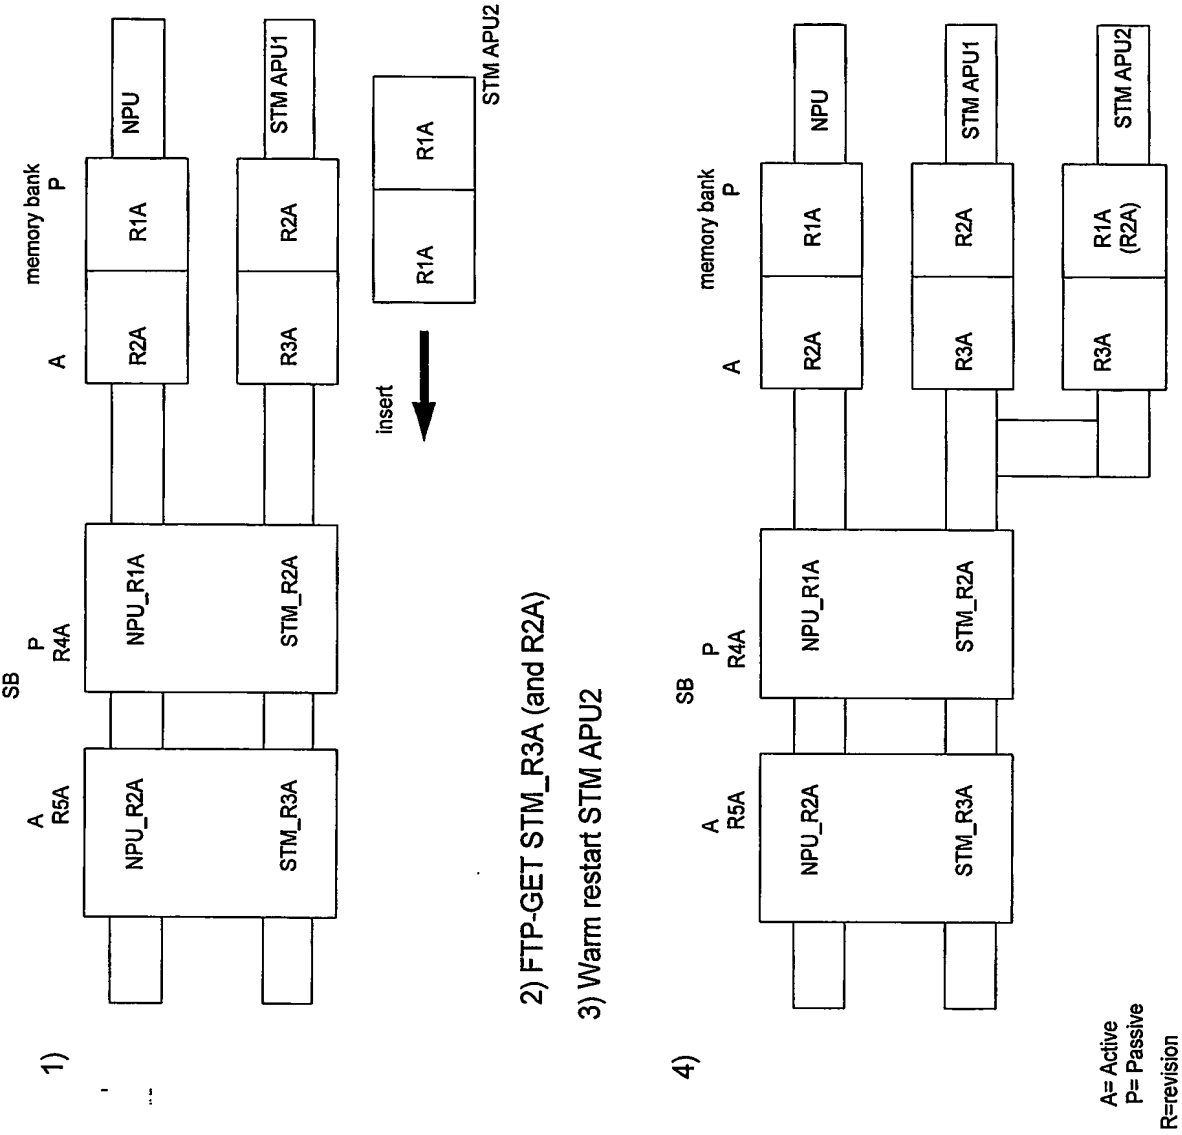 1)
SB
memory bank
A
P
A
P
R5A
R4A
NPU_R2A
NPU_R1A
R2A
R1A
NPU
STM_R3A
STM_R2A
R3A
R2A
STM APU1
insert
R1A
R1A
STM APU2
2) FTP-GET STM_R3A (and R2A)
3) Warm restart STM APU2
4)
SB
memory bank
A
P
A
P
R5A
R4A
NPU_R2A
NPU_R1A
R2A
R1A
NPU
STM_R3A
STM_R2A
R3A
R2A
STM APU1
R3A
R1A
(R2A)
STM APU2
A= Active
P= Passive
R=revision